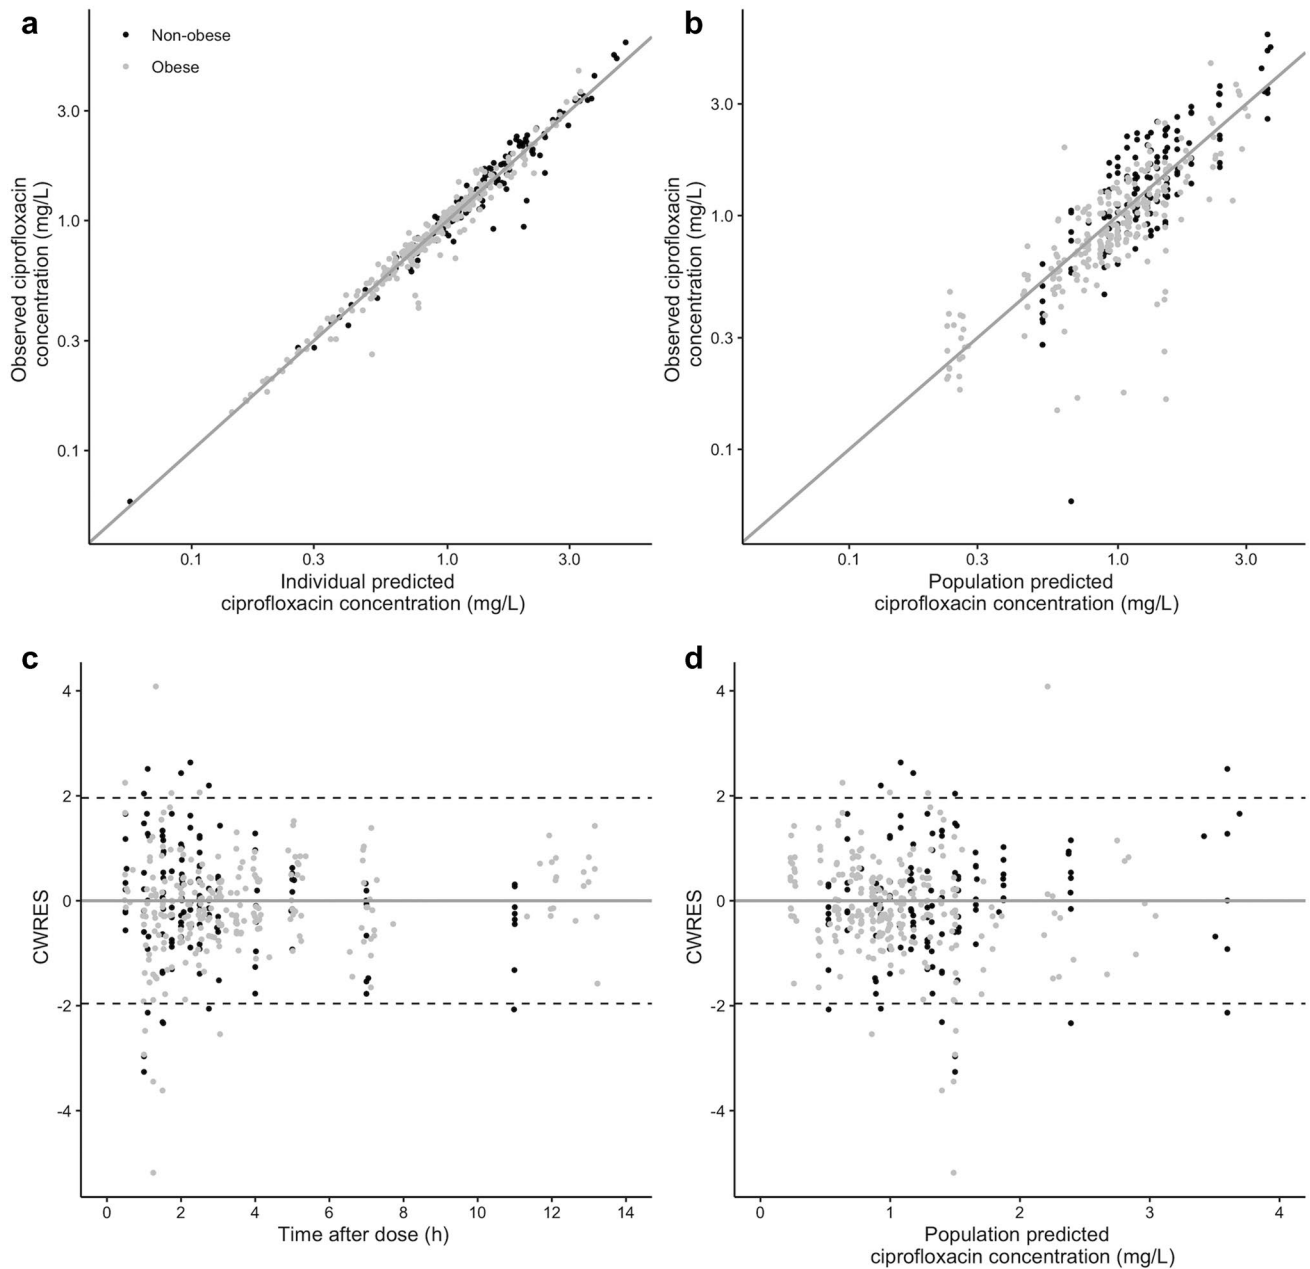 a
Non-obese
Obese
3.0
1.0
0.3
0.1
Observed ciprofloxacin
concentration (mg/L)
0.1 0.3 1.0 3.0
Individual predicted
ciprofloxacin concentration (mg/L)
b
3.0
1.0
0.3
0.1
Observed ciprofloxacin
concentration (mg/L)
0.1 0.3 1.0 3.0
Population predicted
ciprofloxacin concentration (mg/L)
c
4
2
0
-2
-4
CWRES
0 2 4 6 8 10 12 14
Time after dose (h)
d
4
2
0
-2
-4
CWRES
0 1 2 3 4
Population predicted
ciprofloxacin concentration (mg/L)